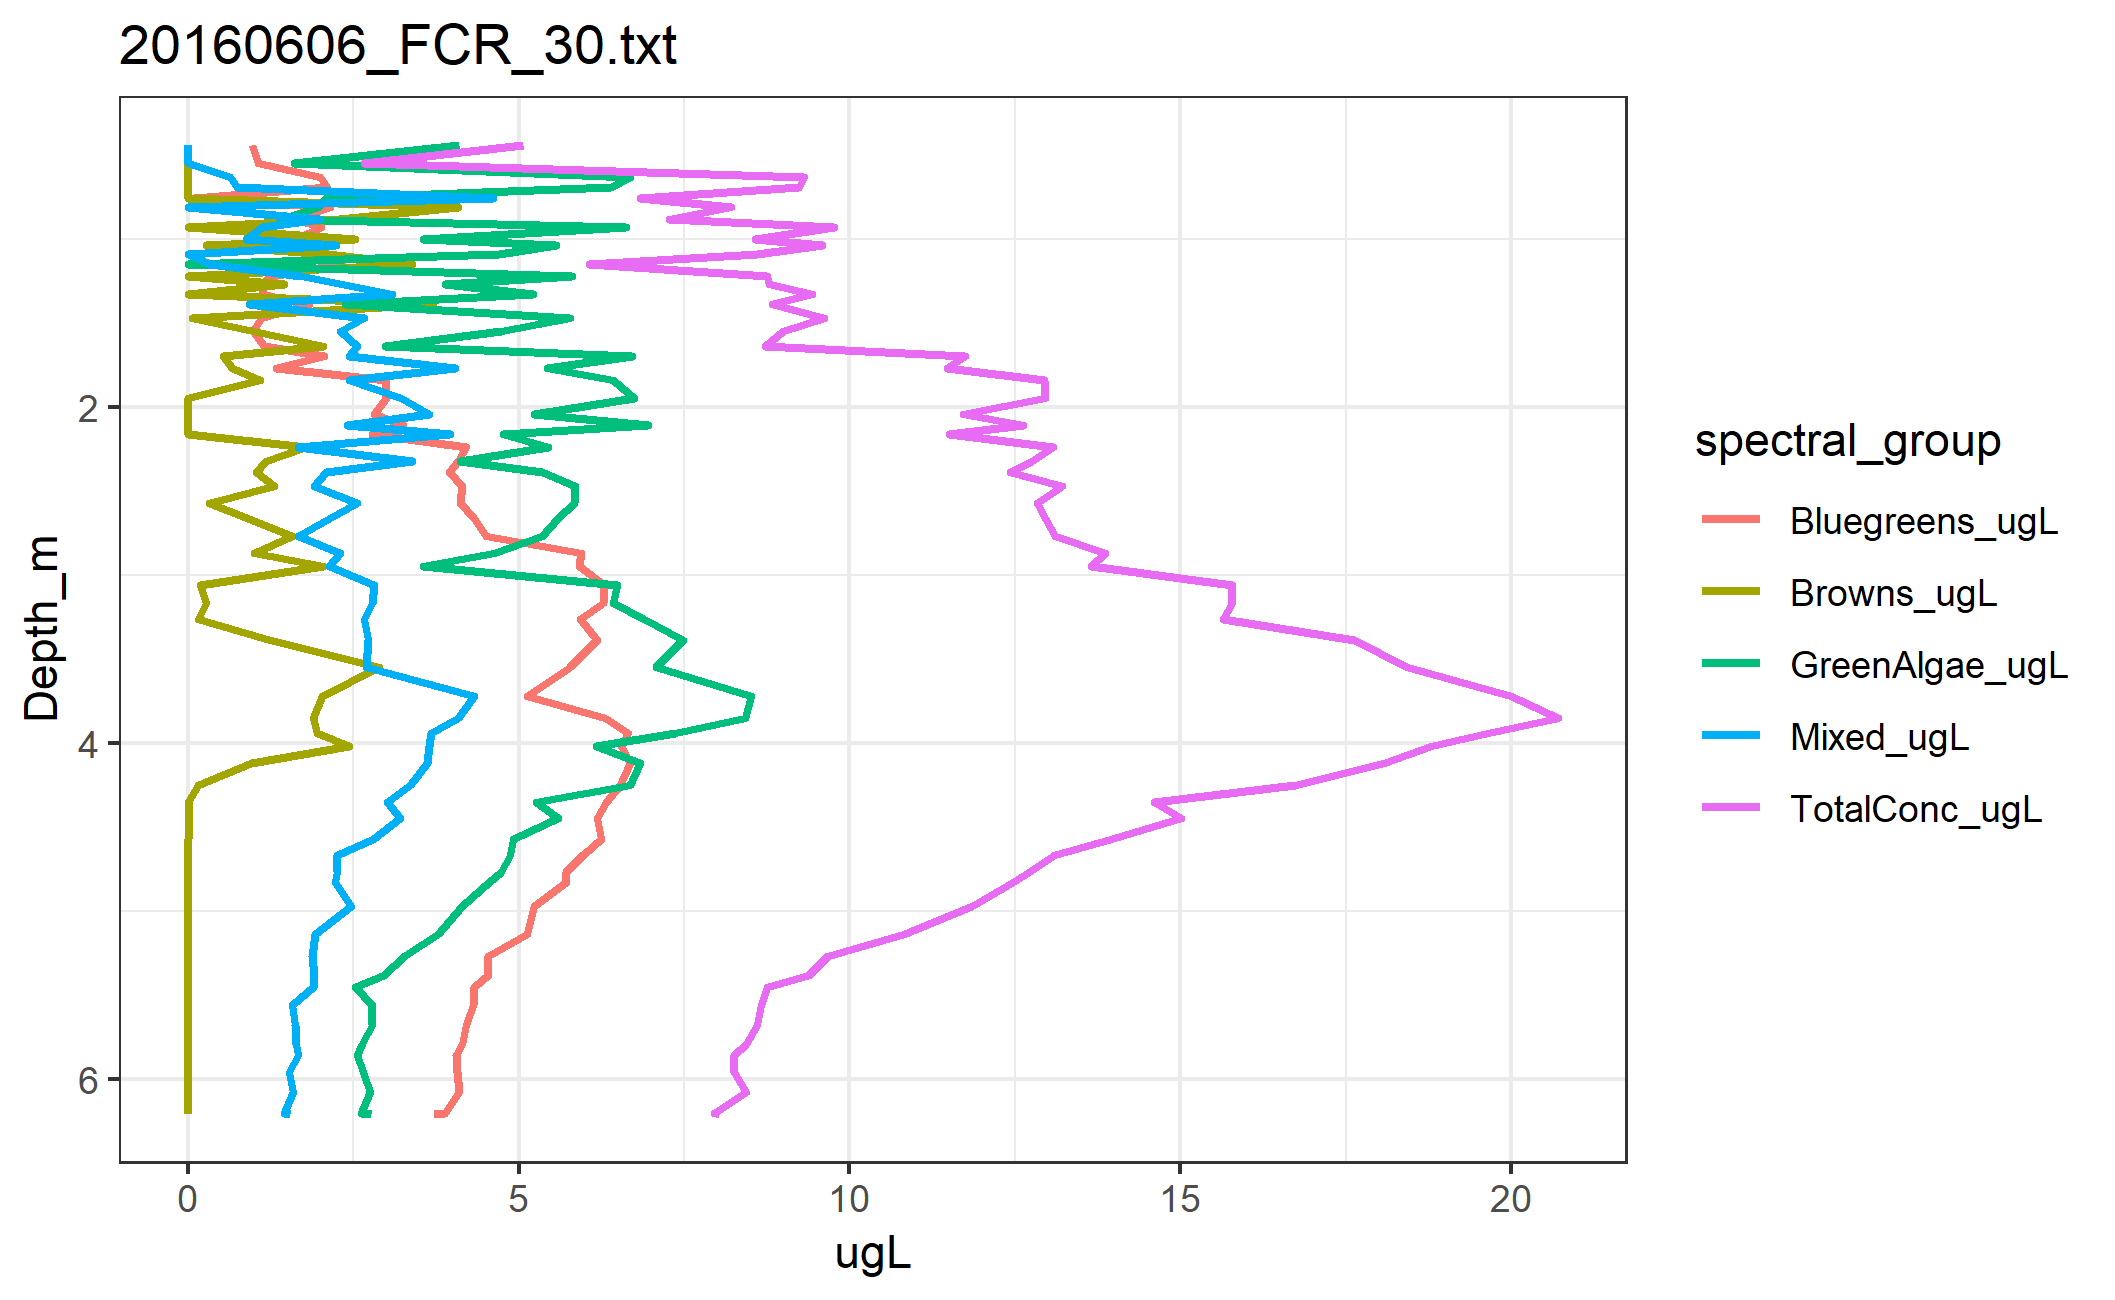 20160606_FCR_30.txt
Depth_m
2
4
6
0 5 10 15 20
ugL
spectral_group
Bluegreens_ugL
Browns_ugL
GreenAlgae_ugL
Mixed_ugL
TotalConc_ugL